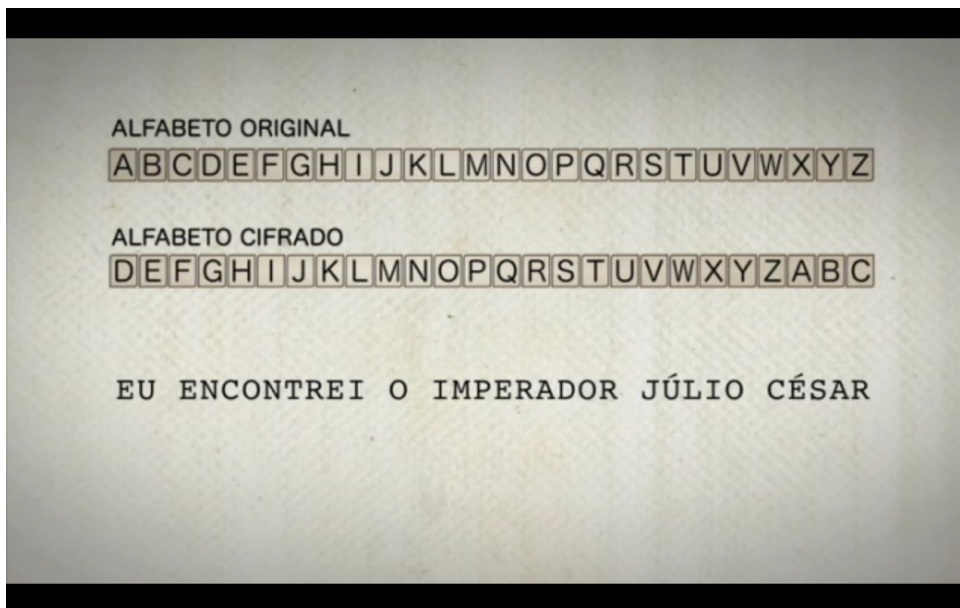 ALFABETO ORIGINAL
ABCDEFGHIJKLMNOPQRSTUVWXYZ
ALFABETO CIFRADO
DEFGHIJKLMNOPQRSTUVWXYZABC
EU ENCONTREI O IMPERADOR JÚLIO CÉSAR